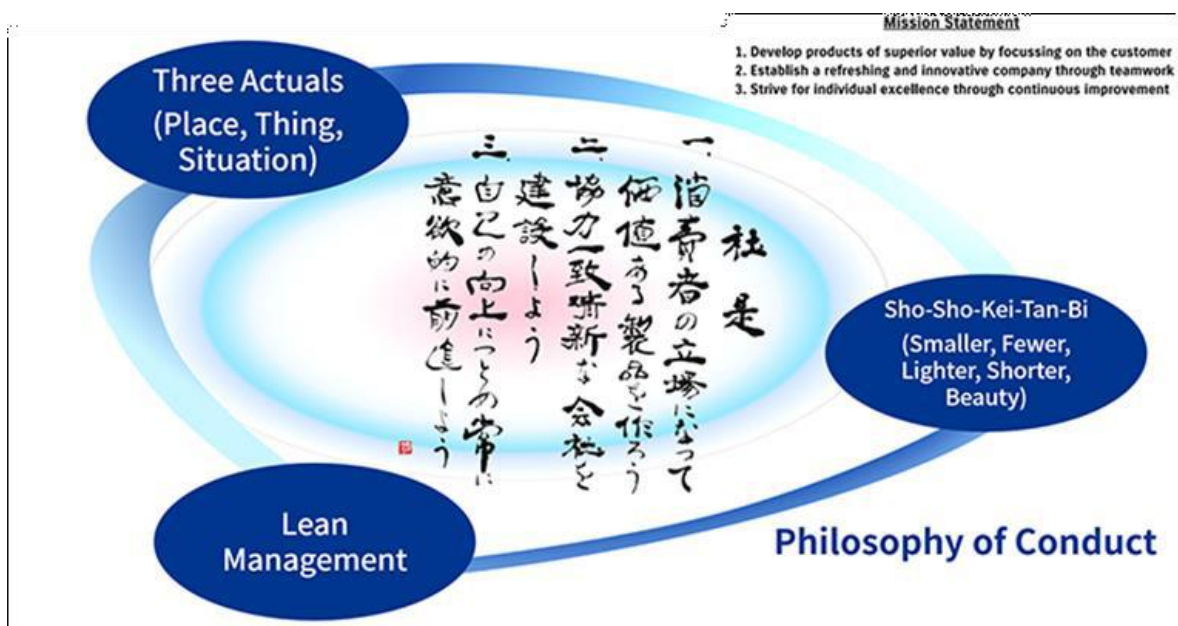 Mission Statement
1. Develop products of superior value by focussing on the customer
2. Establish a refreshing and innovative company through teamwork
3. Strive for individual excellence through continuous improvement
Three Actuals
(Place, Thing,
Situation)
社是
一、消費者の立場になって
価値ある製品を作ろう
二、協力一致晴新な会社を
建設しよう
三、自己の向上につとめ常に
意欲的に前進しよう
Sho-Sho-Kei-Tan-Bi
(Smaller, Fewer,
Lighter, Shorter,
Beauty)
Lean
Management
Philosophy of Conduct